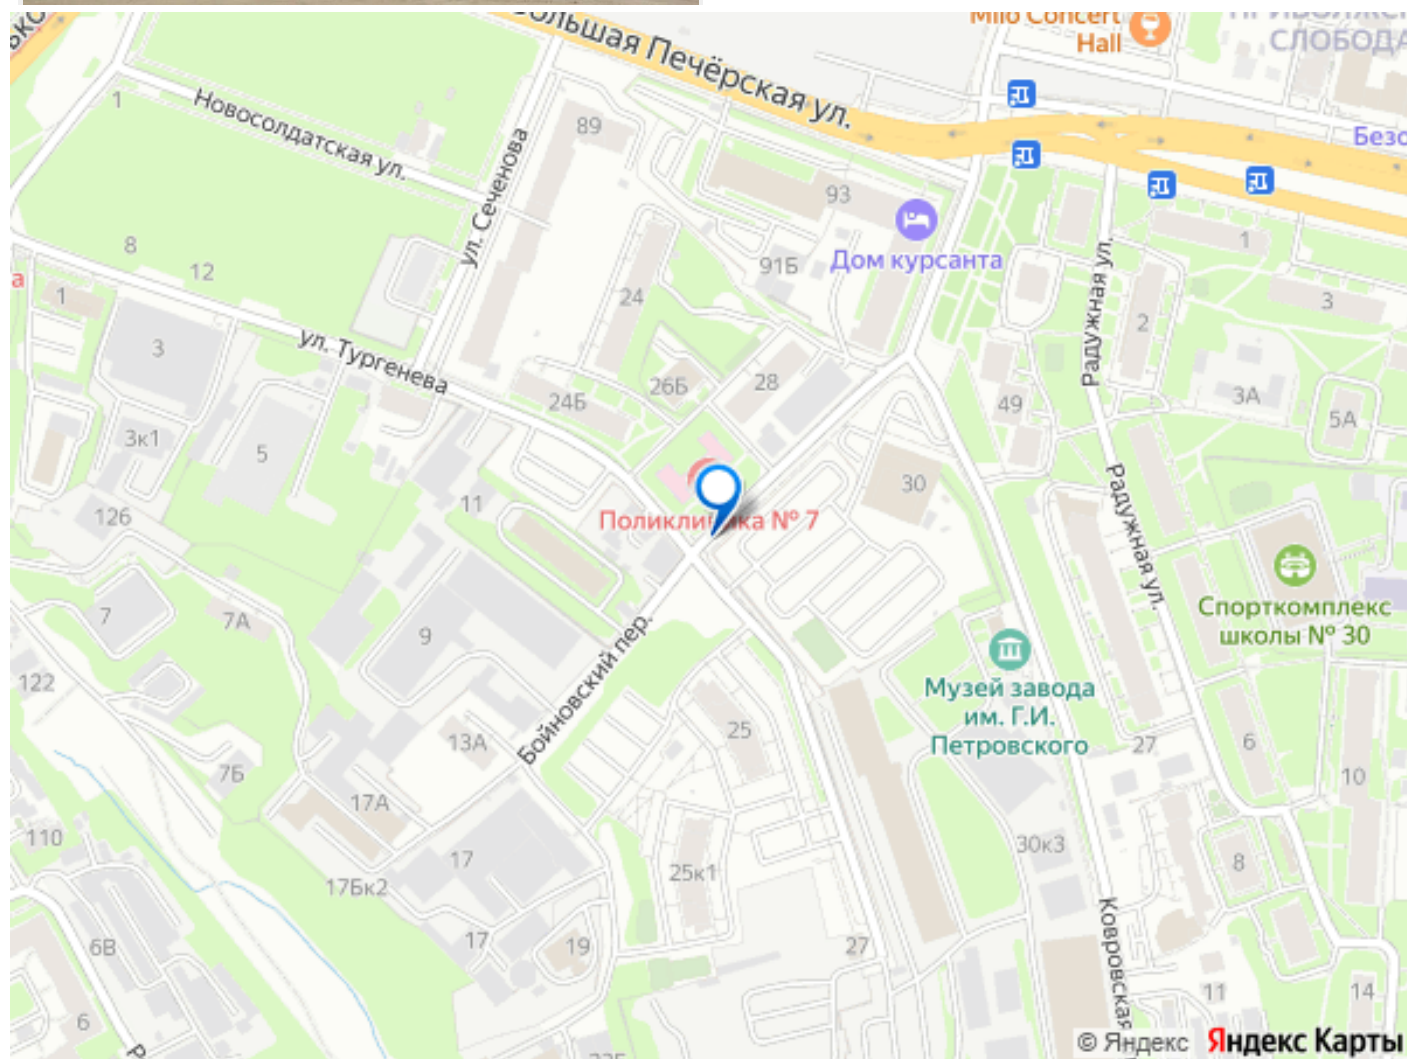 Большая Печёрская ул.
Milo Concert
Hall
СЛОБОДА
Безо
1
Новосолдатская ул.
ул. Сеченова
89
93
Дом курсанта
91Б
1
3
2
Радужная ул.
8
12
а
1
3
ул. Тургенева
24
26Б
28
24Б
49
3А
5А
3к1
5
11
126
30
Поликлиника № 7
Радужная ул.
Спорткомплекс
школы № 30
7
7А
9
Бойновский пер.
Музей завода
им. Г.И.
Петровского
122
13А
25
27
6
10
7Б
17А
110
17
17Бк2
25к1
30к3
8
Ковровская
6В
17
19
27
11
14
6
© Яндекс Яндекс Карты